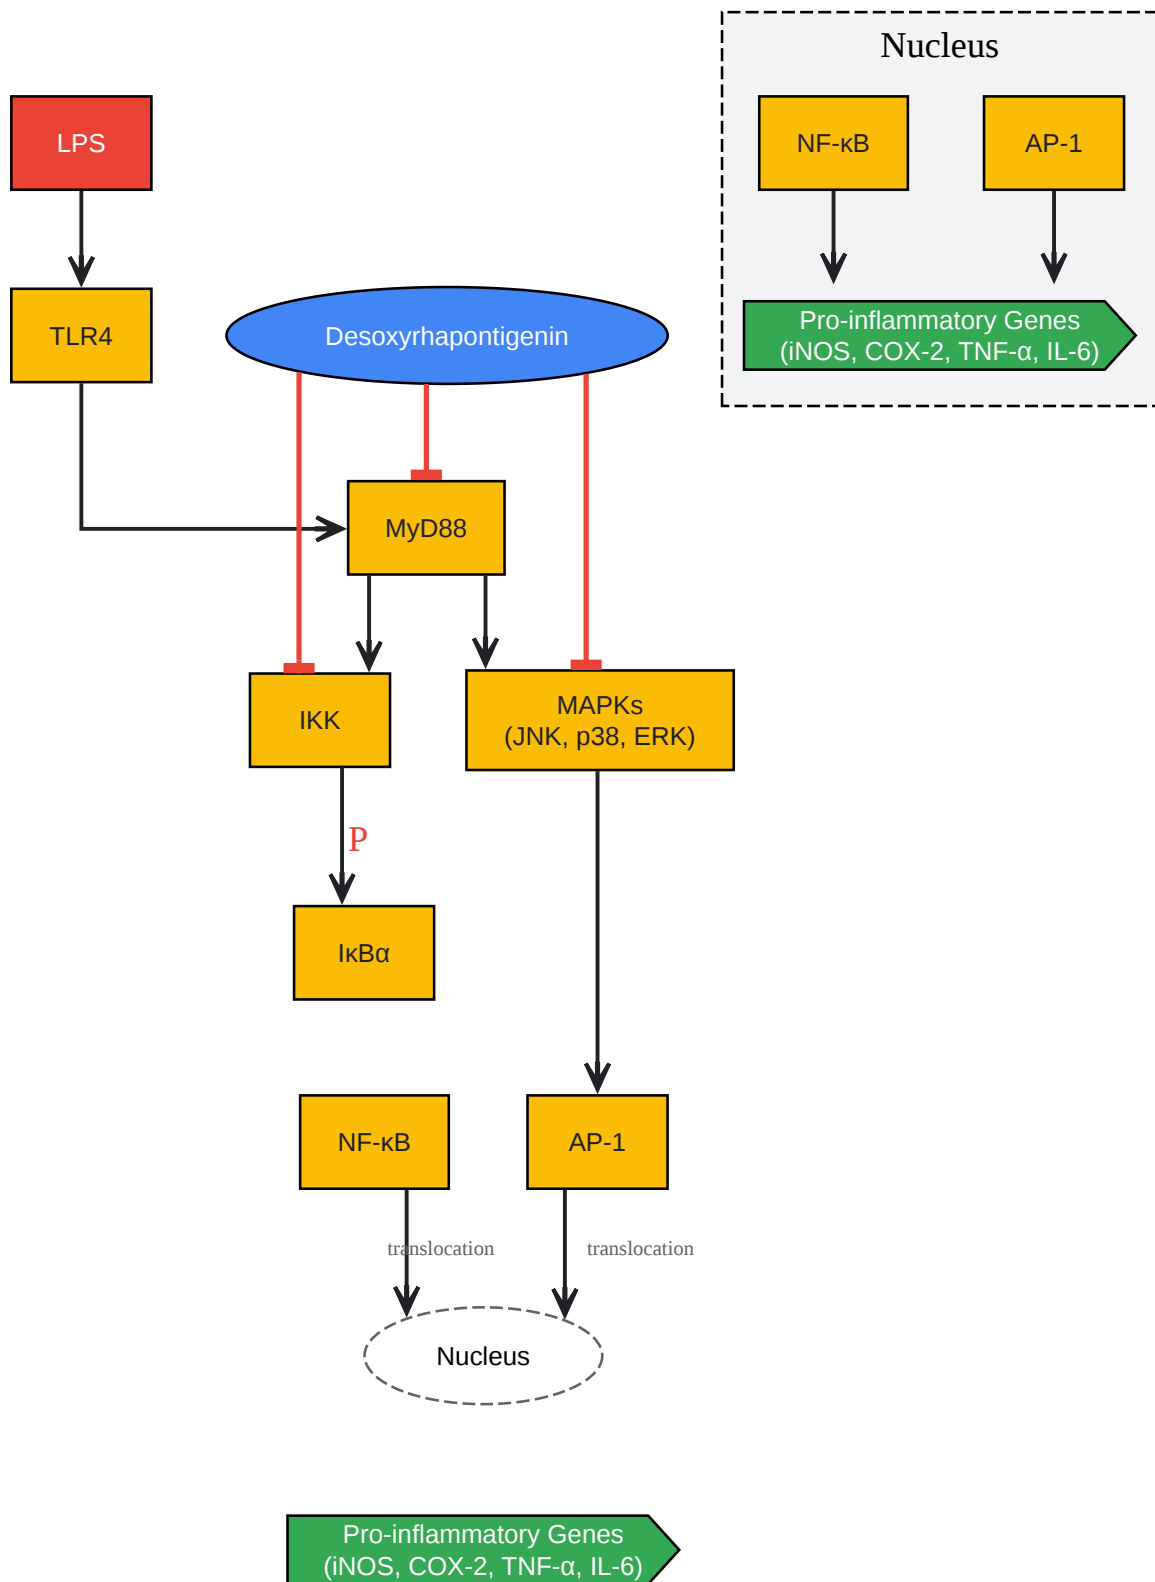 Nucleus
LPS
NF-κB
AP-1
TLR4
Desoxyrhapontigenin
Pro-inflammatory Genes
(iNOS, COX-2, TNF-α, IL-6)
MyD88
IKK
MAPKs
(JNK, p38, ERK)
P
IκBα
NF-κB
AP-1
translocation
translocation
Nucleus
Pro-inflammatory Genes
(iNOS, COX-2, TNF-α, IL-6)